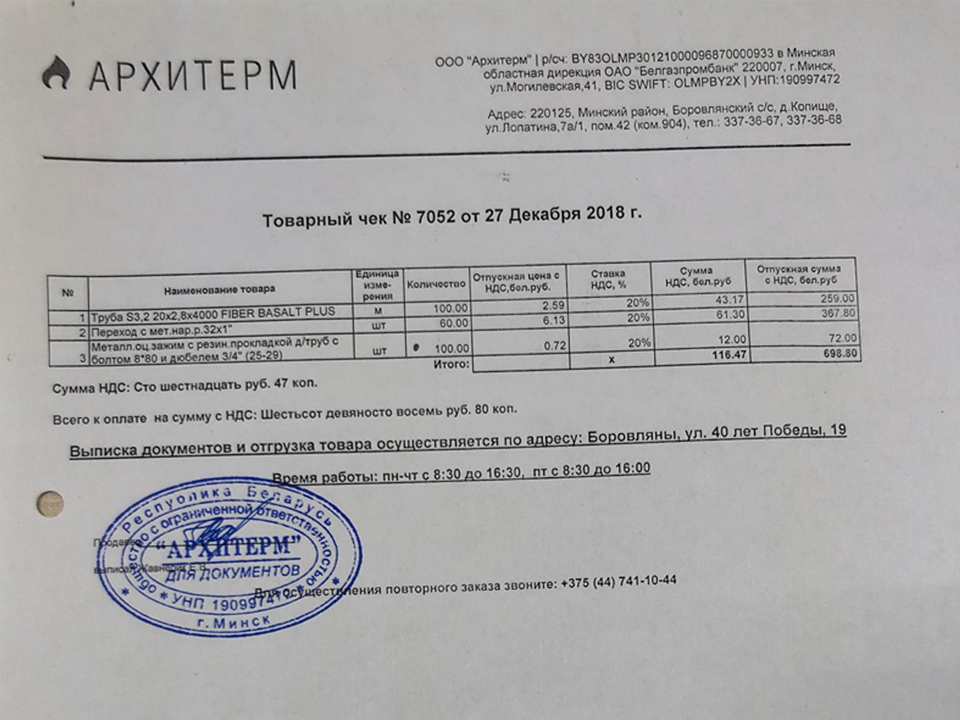 АРХИТЕРМ
ООО "Архитерм" | р/сч: BY83OLMP30121000096870000933 в Минская
областная дирекция ОАО "Белгазпромбанк" 220007, г.Минск,
ул.Могилевская,41, BIC SWIFT: OLMPBY2X | УНП:190997472
Адрес: 220125, Минский район, Боровлянский с/с, д.Копище,
ул.Лопатина,7а/1, пом.42 (ком.904), тел.: 337-36-67, 337-36-68
Товарный чек № 7052 от 27 Декабря 2018 г.
№ Наименование товара Единица изме- рения Количество Отпускная цена с НДС,бел.руб. Ставка НДС, % Сумма НДС, бел.руб Отпускная сумма с НДС, бел.руб
1 Труба S3,2 20x2,8x4000 FIBER BASALT PLUS м 100.00 2.59 20% 43.17 259.00
2 Переход с мет.нар.р.32х1" шт 60.00 6.13 20% 61.30 367.80
Металл.оц.зажим с резин.прокладкой д/труб с
3 болтом 8*80 и дюбелем 3/4" (25-29) шт 100.00 0.72 20% 12.00 72.00
Итого: х 116.47 698.80
Сумма НДС: Сто шестнадцать руб. 47 коп.
Всего к оплате на сумму с НДС: Шестьсот девяносто восемь руб. 80 коп.
Выписка документов и отгрузка товара осуществляется по адресу: Боровляны, ул. 40 лет Победы, 19
Время работы: пн-чт с 8:30 до 16:30, пт с 8:30 до 16:00
Республика Беларусь
общество с ограниченной ответственностью
Продавец
"АРХИТЕРМ"
выписал
ДЛЯ ДОКУМЕНТОВ
УНП 190997472
г. Минск
Для осуществления повторного заказа звоните: +375 (44) 741-10-44